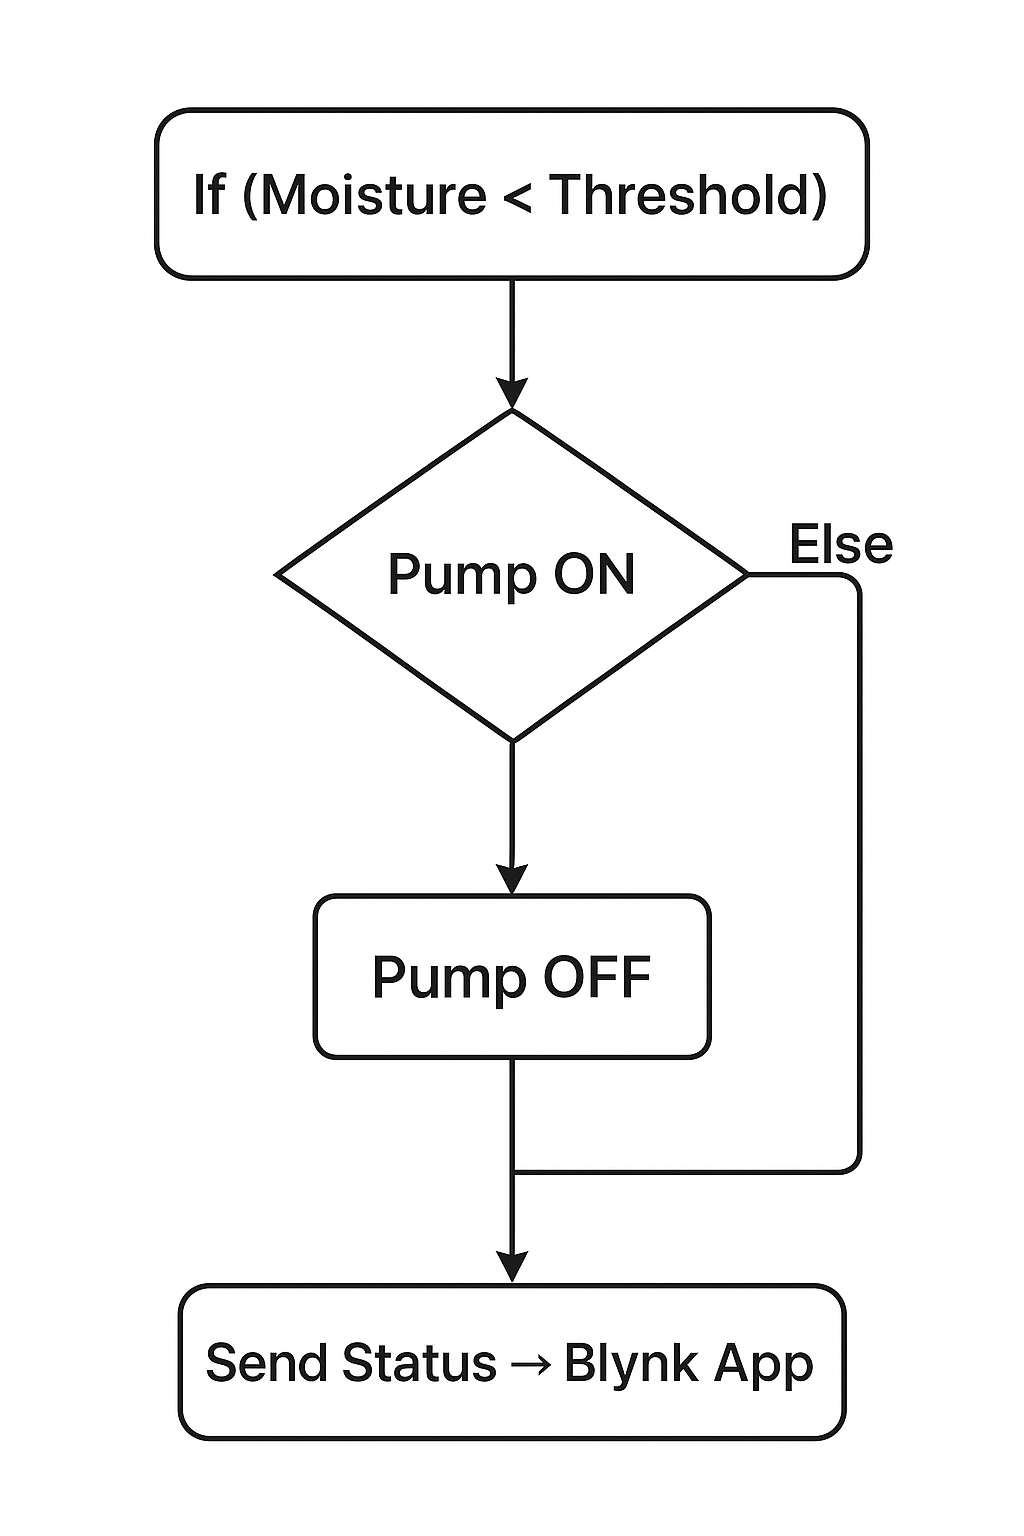 If (Moisture < Threshold)
Else
Pump ON
Pump OFF
Send Status → Blynk App